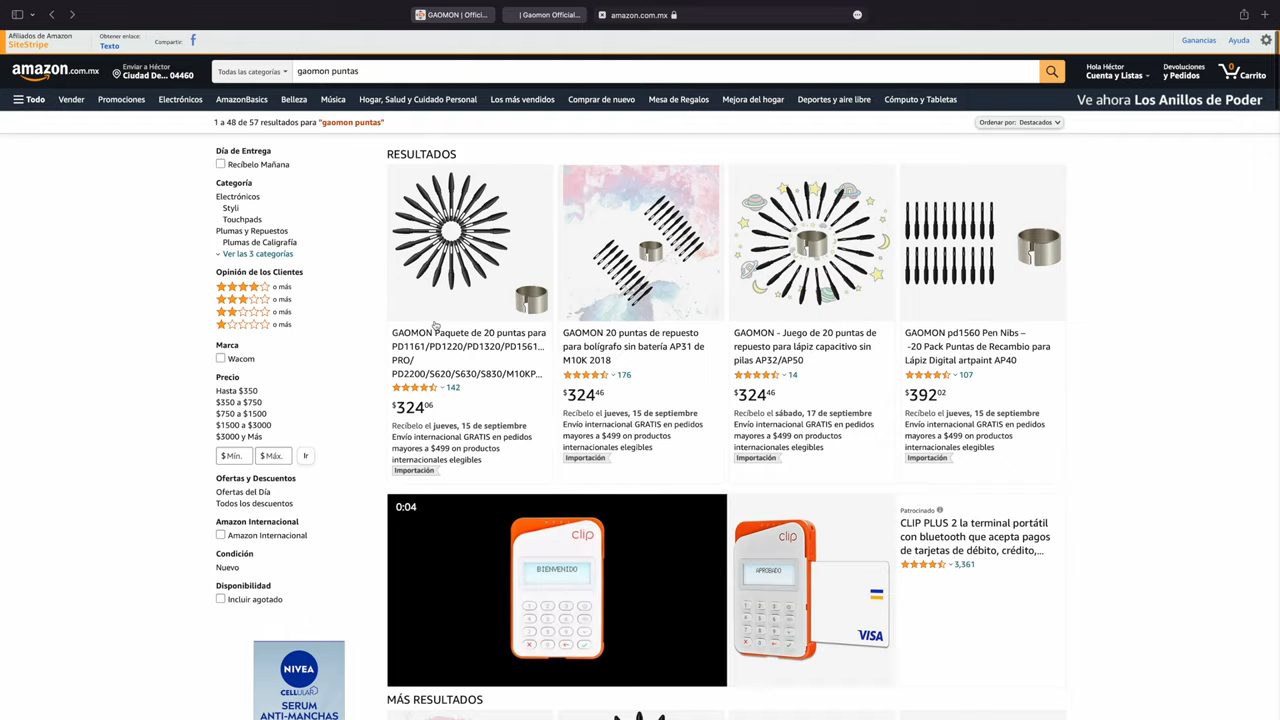 GAOMON | Offici...
| Gaomon Official...
amazon.com.mx
Afiliados de Amazon
SiteStripe
Obtener enlace:
Texto
Compartir:
Ganancias
Ayuda
amazon.com.mx
Enviar a Héctor
Ciudad De... 04460
Todas las categorías
gaomon puntas
Hola Héctor
Cuenta y Listas
Devoluciones
y Pedidos
0
Carrito
Todo
Vender
Promociones
Electrónicos
AmazonBasics
Belleza
Música
Hogar, Salud y Cuidado Personal
Los más vendidos
Comprar de nuevo
Mesa de Regalos
Mejora del hogar
Deportes y aire libre
Cómputo y Tabletas
Ve ahora Los Anillos de Poder
1 a 48 de 57 resultados para "gaomon puntas"
Ordenar por: Destacados
Día de Entrega
Recíbelo Mañana
Categoría
Electrónicos
Styli
Touchpads
Plumas y Repuestos
Plumas de Caligrafía
Ver las 3 categorías
Opinión de los Clientes
o más
o más
o más
o más
Marca
Wacom
Precio
Hasta $350
$350 a $750
$750 a $1500
$1500 a $3000
$3000 y Más
$ Mín.
$ Máx.
Ir
Ofertas y Descuentos
Ofertas del Día
Todos los descuentos
Amazon Internacional
Amazon Internacional
Condición
Nuevo
Disponibilidad
Incluir agotado
NIVEA
CELLULAR
SERUM
ANTI-MANCHAS
RESULTADOS
GAOMON Paquete de 20 puntas para
PD1161/PD1220/PD1320/PD1561...
PRO/
PD2200/S620/S630/S830/M10KP...
142
$324 06
Recíbelo el jueves, 15 de septiembre
Envío internacional GRATIS en pedidos
mayores a $499 on productos
internacionales elegibles
Importación
GAOMON 20 puntas de repuesto
para bolígrafo sin batería AP31 de
M10K 2018
176
$324 46
Recíbelo el jueves, 15 de septiembre
Envío internacional GRATIS en pedidos
mayores a $499 on productos
internacionales elegibles
Importación
GAOMON - Juego de 20 puntas de
repuesto para lápiz capacitivo sin
pilas AP32/AP50
14
$324 46
Recíbelo el sábado, 17 de septiembre
Envío internacional GRATIS en pedidos
mayores a $499 on productos
internacionales elegibles
Importación
GAOMON pd1560 Pen Nibs –
-20 Pack Puntas de Recambio para
Lápiz Digital artpaint AP40
107
$392 02
Recíbelo el jueves, 15 de septiembre
Envío internacional GRATIS en pedidos
mayores a $499 on productos
internacionales elegibles
Importación
0:04
clip
BIENVENIDO
clip
APROBADO
VISA
Patrocinado
CLIP PLUS 2 la terminal portátil
con bluetooth que acepta pagos
de tarjetas de débito, crédito,...
3,361
MÁS RESULTADOS